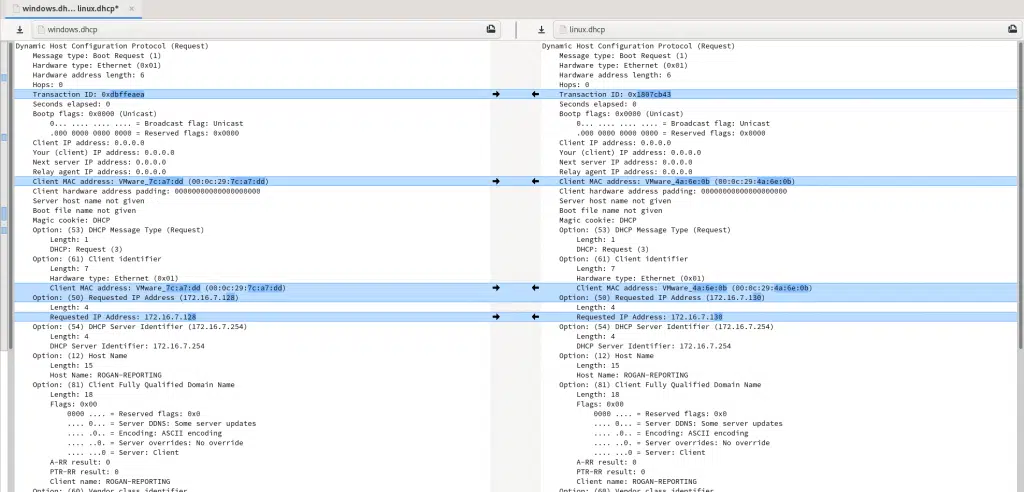 windows.dh... linux.dhcp*
windows.dhcp
Dynamic Host Configuration Protocol (Request)
Message type: Boot Request (1)
Hardware type: Ethernet (0x01)
Hardware address length: 6
Hops: 0
Transaction ID: 0xdbffeaea
Seconds elapsed: 0
Bootp flags: 0x0000 (Unicast)
0... .... .... .... = Broadcast flag: Unicast
.000 0000 0000 0000 = Reserved flags: 0x0000
Client IP address: 0.0.0.0
Your (client) IP address: 0.0.0.0
Next server IP address: 0.0.0.0
Relay agent IP address: 0.0.0.0
Client MAC address: VMware_7c:a7:dd (00:0c:29:7c:a7:dd)
Client hardware address padding: 00000000000000000000
Server host name not given
Boot file name not given
Magic cookie: DHCP
Option: (53) DHCP Message Type (Request)
Length: 1
DHCP: Request (3)
Option: (61) Client identifier
Length: 7
Hardware type: Ethernet (0x01)
Client MAC address: VMware_7c:a7:dd (00:0c:29:7c:a7:dd)
Option: (50) Requested IP Address (172.16.7.128)
Length: 4
Requested IP Address: 172.16.7.128
Option: (54) DHCP Server Identifier (172.16.7.254)
Length: 4
DHCP Server Identifier: 172.16.7.254
Option: (12) Host Name
Length: 15
Host Name: ROGAN-REPORTING
Option: (81) Client Fully Qualified Domain Name
Length: 18
Flags: 0x00
0000 .... = Reserved flags: 0x0
.... 0... = Server DDNS: Some server updates
.... .0.. = Encoding: ASCII encoding
.... ..0. = Server overrides: No override
.... ...0 = Server: Client
A-RR result: 0
PTR-RR result: 0
Client name: ROGAN-REPORTING
Option: (60) Vendor class identifier
linux.dhcp
Dynamic Host Configuration Protocol (Request)
Message type: Boot Request (1)
Hardware type: Ethernet (0x01)
Hardware address length: 6
Hops: 0
Transaction ID: 0x1807cb43
Seconds elapsed: 0
Bootp flags: 0x0000 (Unicast)
0... .... .... .... = Broadcast flag: Unicast
.000 0000 0000 0000 = Reserved flags: 0x0000
Client IP address: 0.0.0.0
Your (client) IP address: 0.0.0.0
Next server IP address: 0.0.0.0
Relay agent IP address: 0.0.0.0
Client MAC address: VMware_4a:6e:0b (00:0c:29:4a:6e:0b)
Client hardware address padding: 00000000000000000000
Server host name not given
Boot file name not given
Magic cookie: DHCP
Option: (53) DHCP Message Type (Request)
Length: 1
DHCP: Request (3)
Option: (61) Client identifier
Length: 7
Hardware type: Ethernet (0x01)
Client MAC address: VMware_4a:6e:0b (00:0c:29:4a:6e:0b)
Option: (50) Requested IP Address (172.16.7.130)
Length: 4
Requested IP Address: 172.16.7.130
Option: (54) DHCP Server Identifier (172.16.7.254)
Length: 4
DHCP Server Identifier: 172.16.7.254
Option: (12) Host Name
Length: 15
Host Name: ROGAN-REPORTING
Option: (81) Client Fully Qualified Domain Name
Length: 18
Flags: 0x00
0000 .... = Reserved flags: 0x0
.... 0... = Server DDNS: Some server updates
.... .0.. = Encoding: ASCII encoding
.... ..0. = Server overrides: No override
.... ...0 = Server: Client
A-RR result: 0
PTR-RR result: 0
Client name: ROGAN-REPORTING
Option: (60) Vendor class identifier